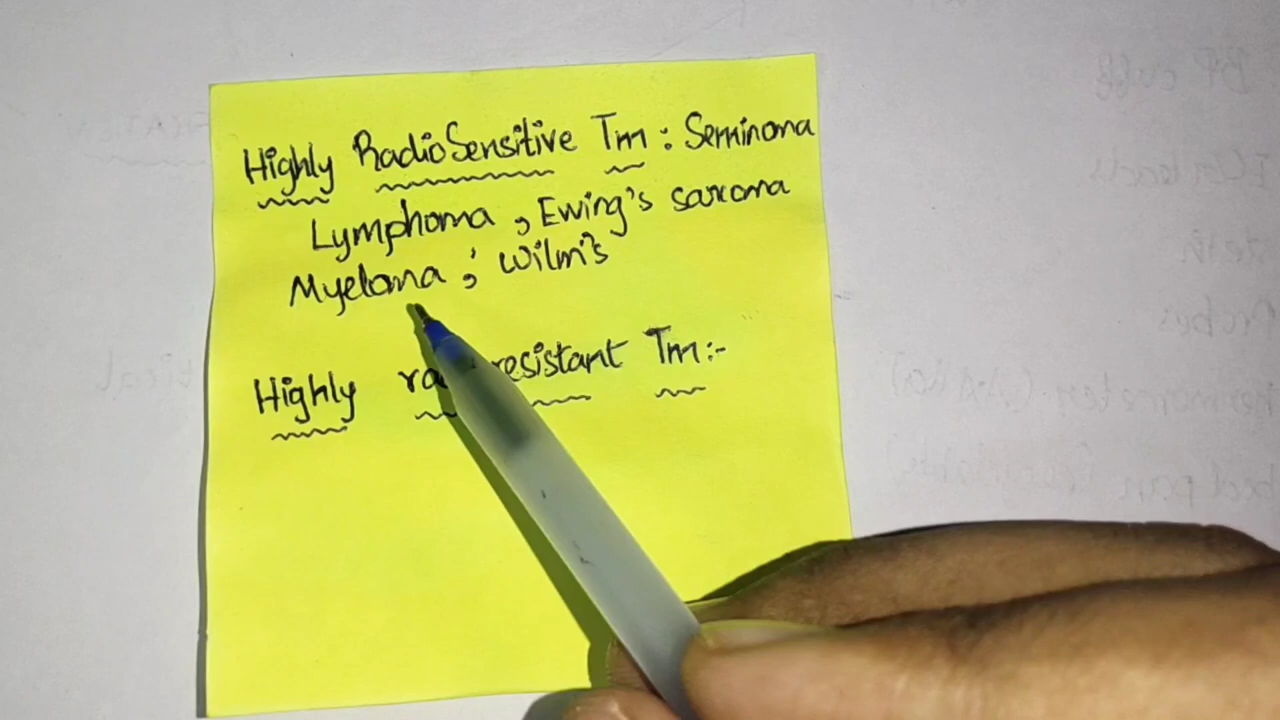 Highly RadioSensitive Tm : Seminoma
Lymphoma , Ewing's sarcoma
Myeloma ; Wilm's
Highly resistant Tm:-